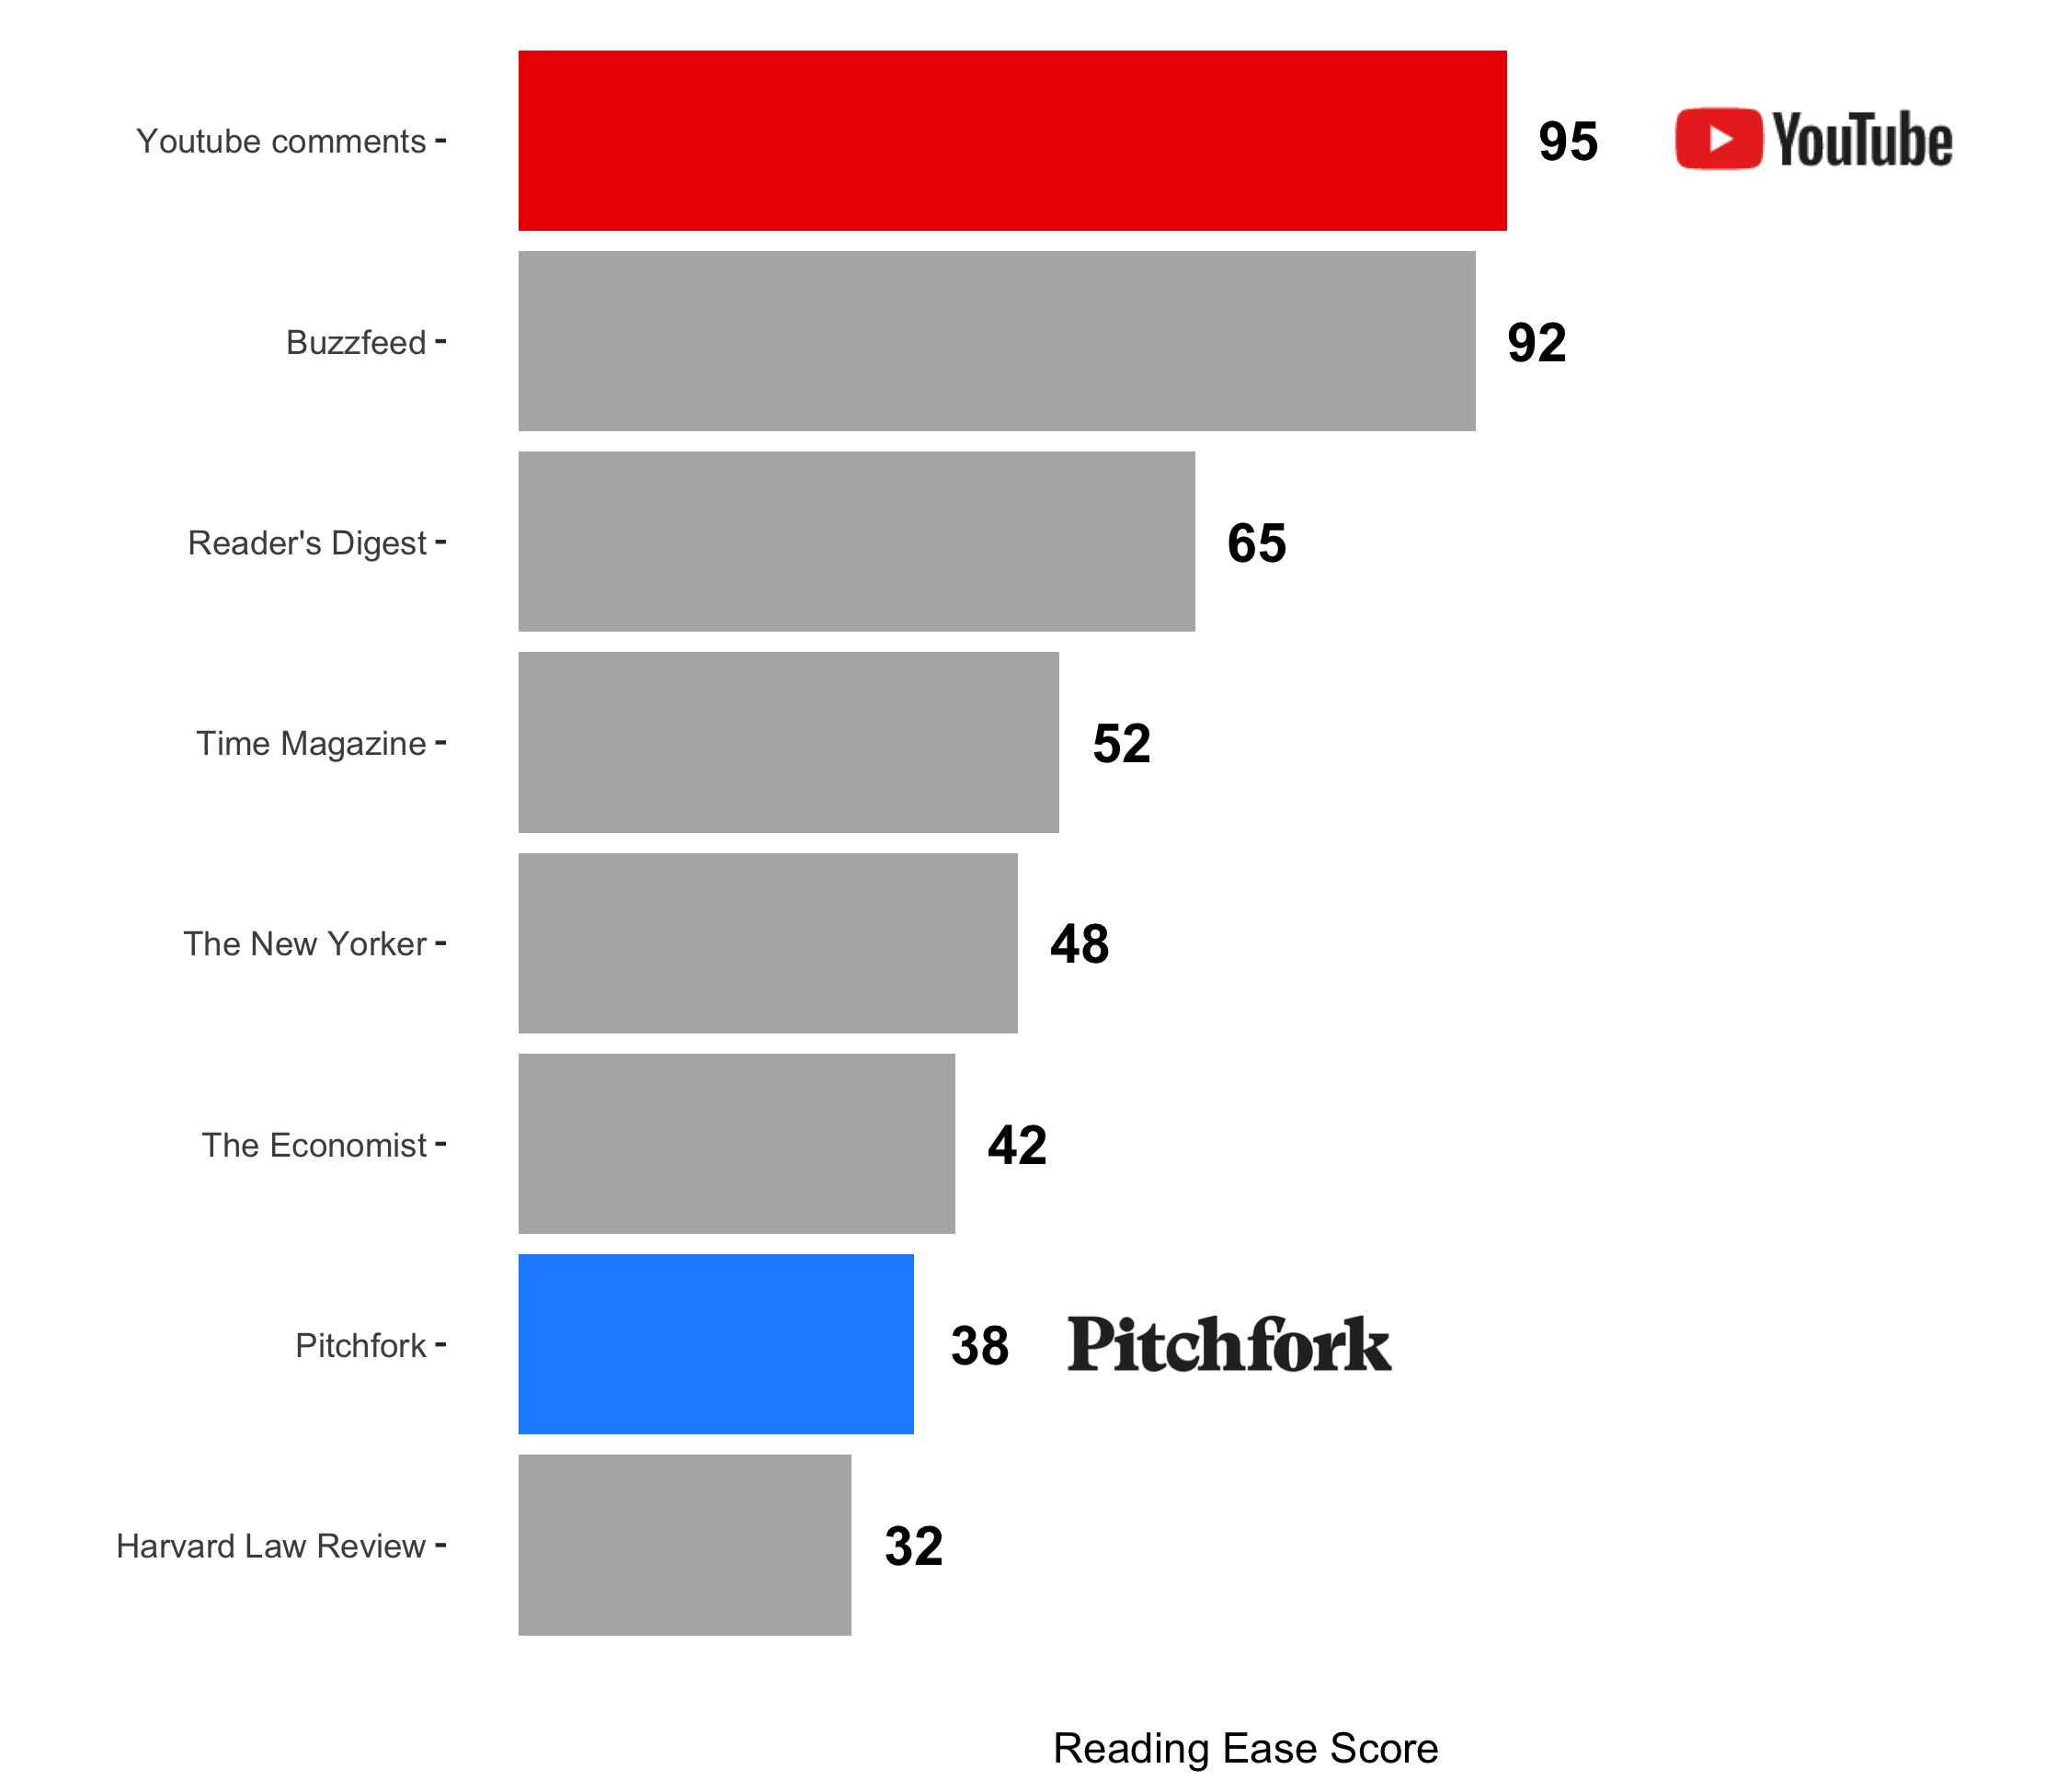 Youtube comments 95 YouTube
Buzzfeed 92
Reader's Digest 65
Time Magazine 52
The New Yorker 48
The Economist 42
Pitchfork 38 Pitchfork
Harvard Law Review 32
Reading Ease Score